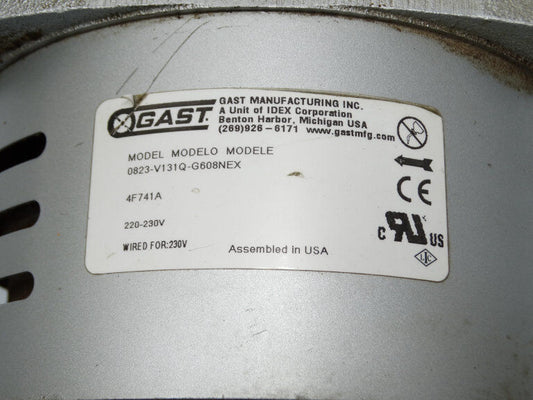 GAST
GAST MANUFACTURING INC.
A Unit of IDEX Corporation
Benton Harbor, Michigan USA
(269)926-6171 www.gastmfg.com
MODEL MODELO MODELE
0823-V131Q-G608NEX
4F741A
220-230V
WIRED FOR:230V
Assembled in USA
CE
C RU US